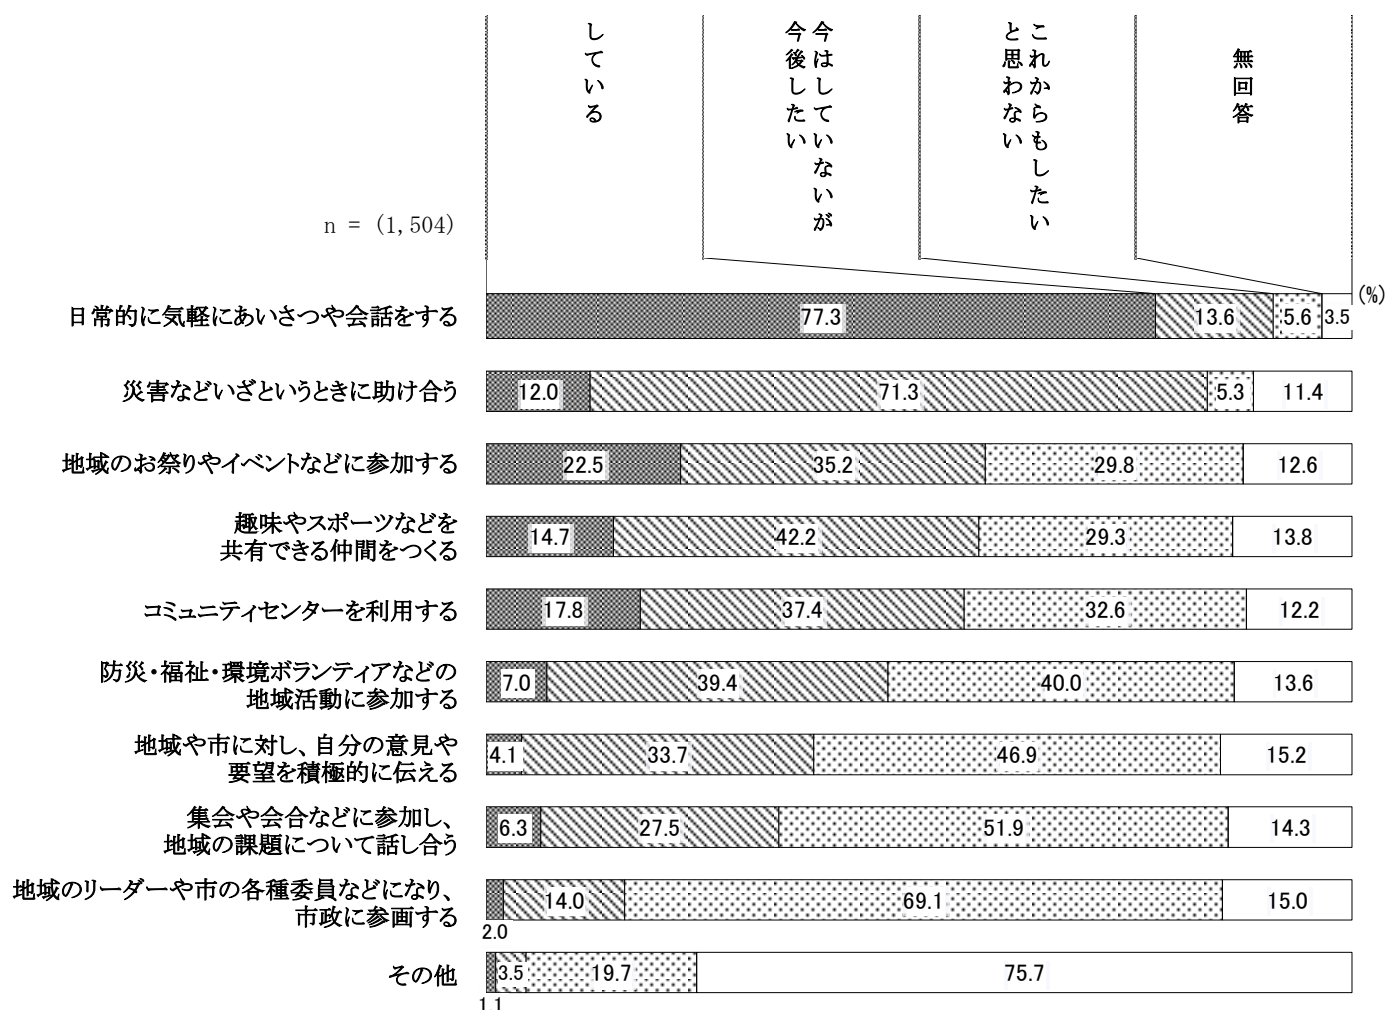 している
今はしていないが
今後したい
これからもしたい
と思わない
無回答
n = (1,504)
(%)
日常的に気軽にあいさつや会話をする
77.3
13.6
5.6
3.5
災害などいざというときに助け合う
12.0
71.3
5.3
11.4
地域のお祭りやイベントなどに参加する
22.5
35.2
29.8
12.6
趣味やスポーツなどを
共有できる仲間をつくる
14.7
42.2
29.3
13.8
コミュニティセンターを利用する
17.8
37.4
32.6
12.2
防災・福祉・環境ボランティアなどの
地域活動に参加する
7.0
39.4
40.0
13.6
地域や市に対し、自分の意見や
要望を積極的に伝える
4.1
33.7
46.9
15.2
集会や会合などに参加し、
地域の課題について話し合う
6.3
27.5
51.9
14.3
地域のリーダーや市の各種委員などになり、
市政に参画する
2.0
14.0
69.1
15.0
その他
1.1
3.5
19.7
75.7